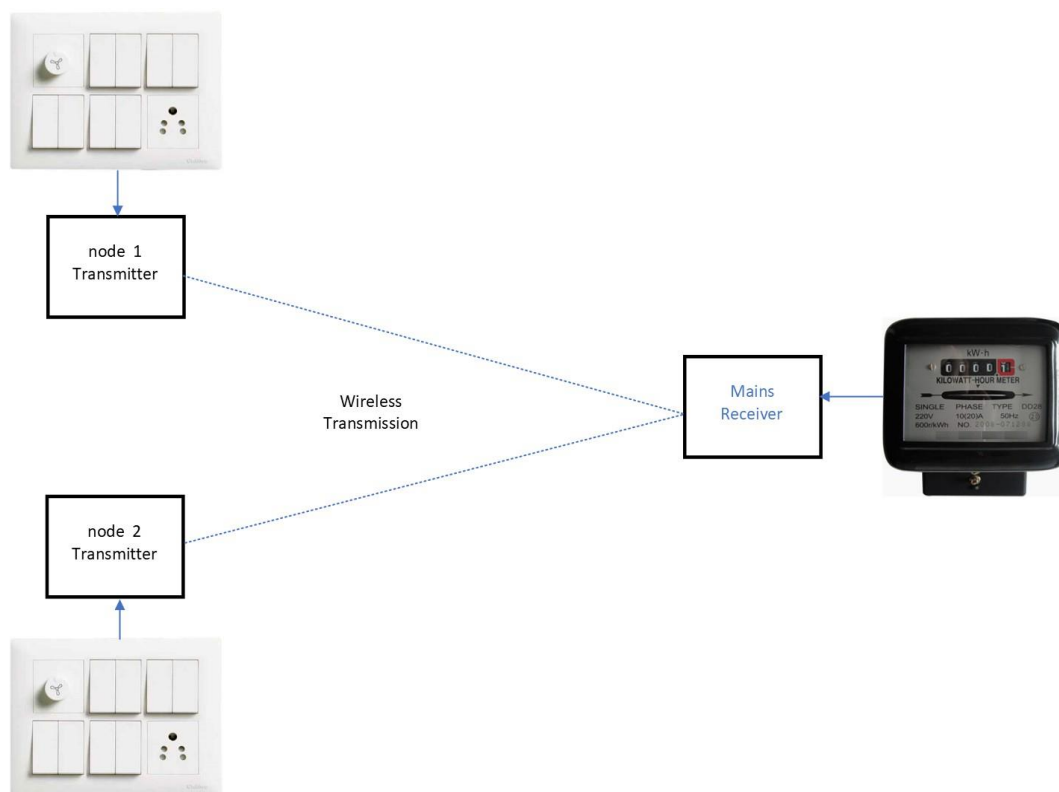 node 1
Transmitter
Wireless
Transmission
Mains
Receiver
kW·h
KILOWATT-HOUR METER
SINGLE PHASE TYPE DD28
220V 10(20)A 50Hz
600r/kWh NO.
node 2
Transmitter